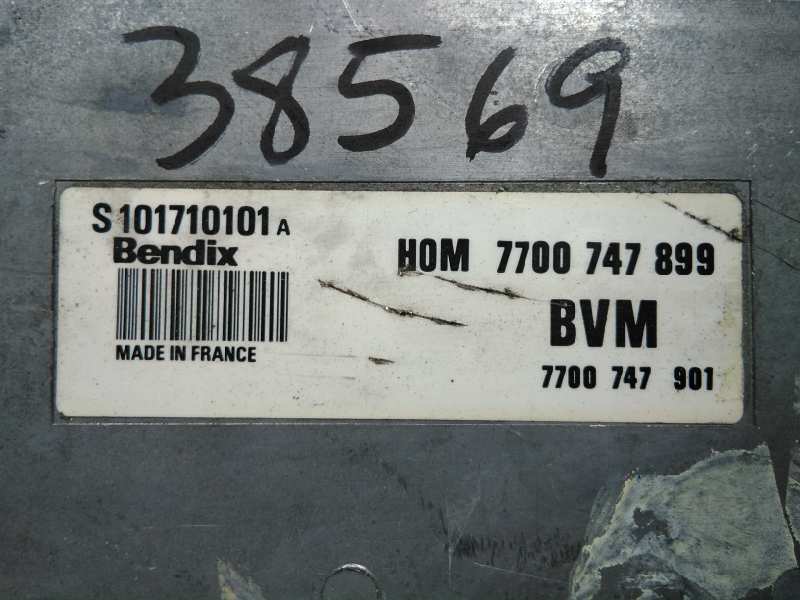 38569
S 101710101 A
Bendix
MADE IN FRANCE
HOM 7700 747 899
BVM
7700 747 901